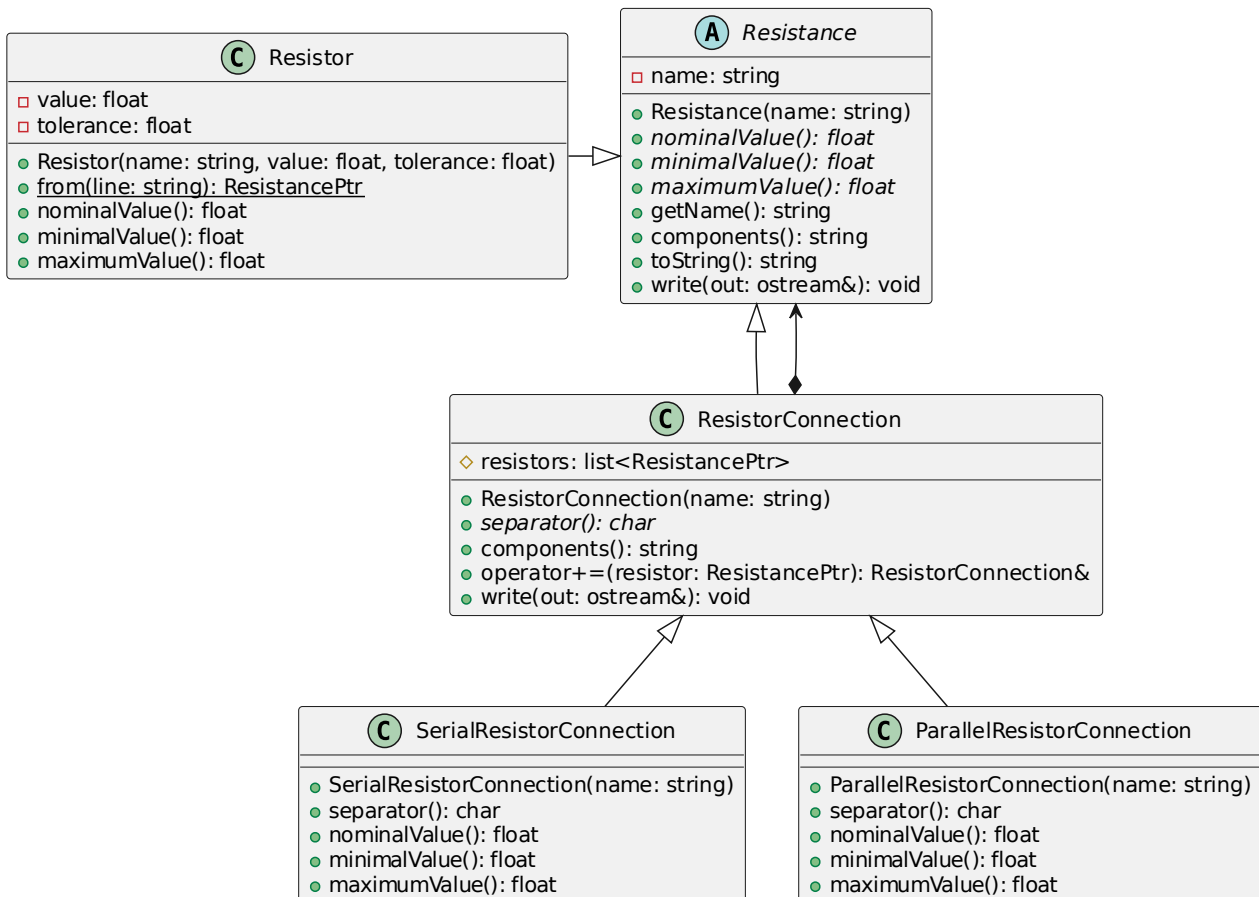 C Resistor
value: float
tolerance: float
Resistor(name: string, value: float, tolerance: float)
from(line: string): ResistancePtr
nominalValue(): float
minimalValue(): float
maximumValue(): float
A Resistance
name: string
Resistance(name: string)
nominalValue(): float
minimalValue(): float
maximumValue(): float
getName(): string
components(): string
toString(): string
write(out: ostream&): void
C ResistorConnection
resistors: list<ResistancePtr>
ResistorConnection(name: string)
separator(): char
components(): string
operator+=(resistor: ResistancePtr): ResistorConnection&
write(out: ostream&): void
C SerialResistorConnection
SerialResistorConnection(name: string)
separator(): char
nominalValue(): float
minimalValue(): float
maximumValue(): float
C ParallelResistorConnection
ParallelResistorConnection(name: string)
separator(): char
nominalValue(): float
minimalValue(): float
maximumValue(): float